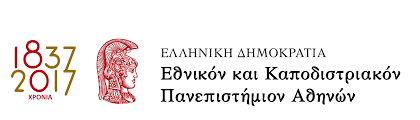 1837
2017
ΧΡΟΝΙΑ
ΕΛΛΗΝΙΚΗ ΔΗΜΟΚΡΑΤΙΑ
Εθνικόν και Καποδιστριακόν
Πανεπιστήμιον Αθηνών